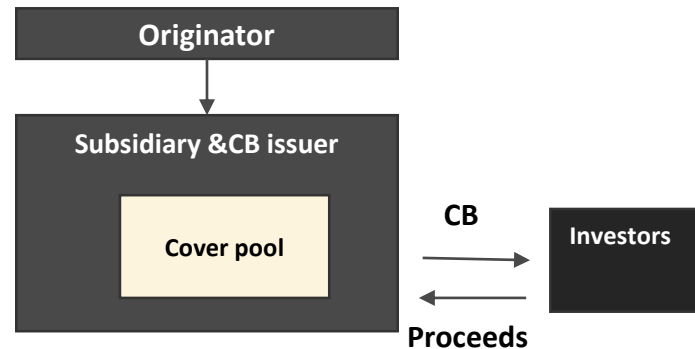 Originator
Subsidiary &CB issuer
Cover pool
CB
Investors
Proceeds